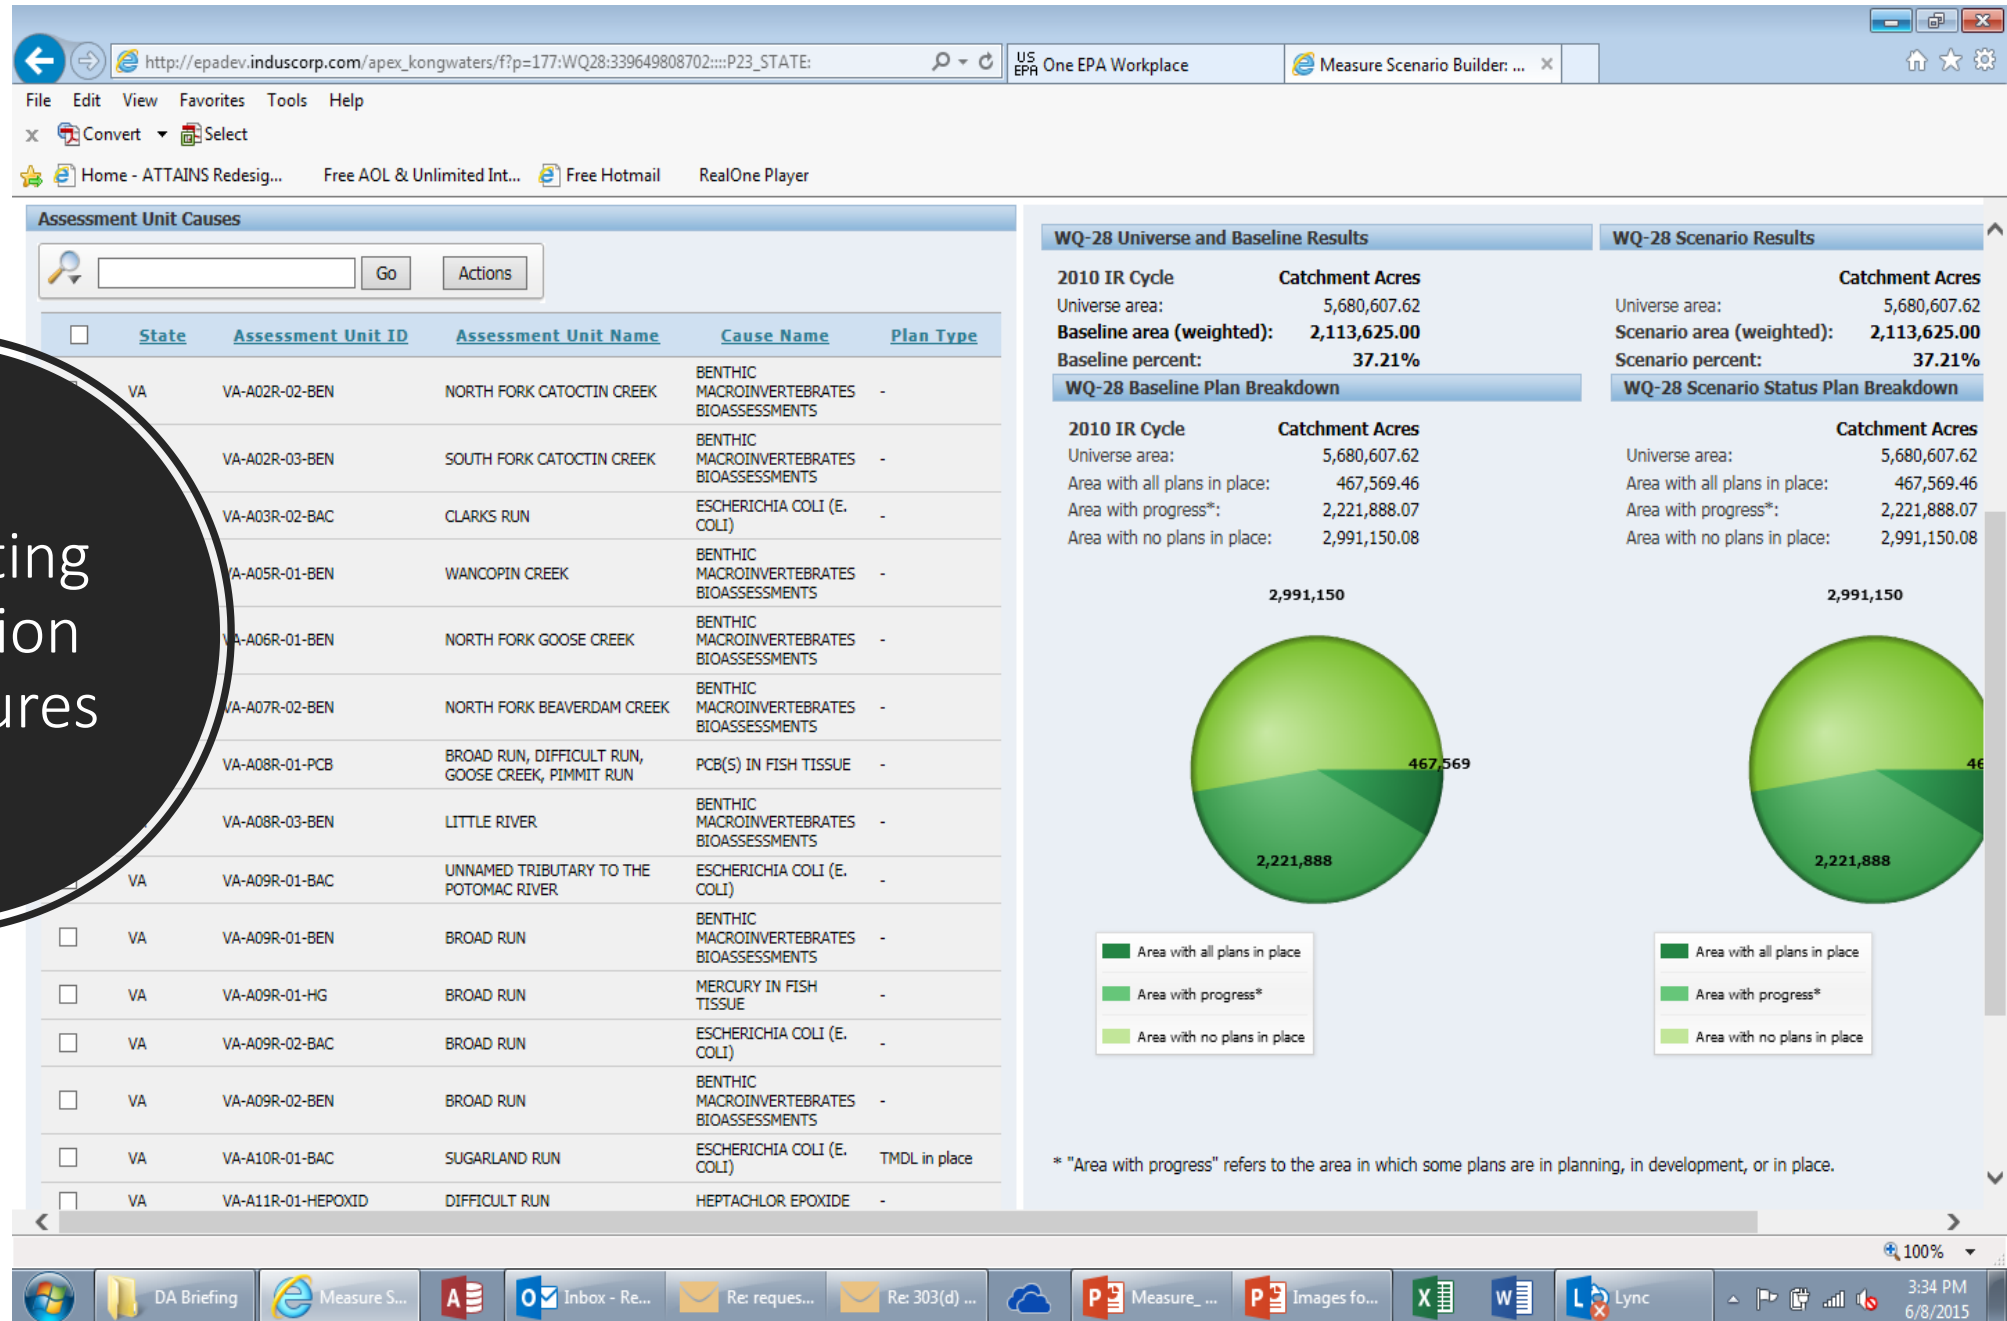 http://epadev.induscorp.com/apex_kongwaters/f?p=177:WQ28:339649808702::::P23_STATE:
US EPA One EPA Workplace
Measure Scenario Builder: ...
File Edit View Favorites Tools Help
x Convert Select
Home - ATTAINS Redesig... Free AOL & Unlimited Int... Free Hotmail RealOne Player
Assessment Unit Causes
Go Actions
State Assessment Unit ID Assessment Unit Name Cause Name Plan Type
VA VA-A02R-02-BEN NORTH FORK CATOCTIN CREEK BENTHIC MACROINVERTEBRATES BIOASSESSMENTS -
VA-A02R-03-BEN SOUTH FORK CATOCTIN CREEK BENTHIC MACROINVERTEBRATES BIOASSESSMENTS -
VA-A03R-02-BAC CLARKS RUN ESCHERICHIA COLI (E. COLI) -
VA-A05R-01-BEN WANCOPIN CREEK BENTHIC MACROINVERTEBRATES BIOASSESSMENTS -
VA-A06R-01-BEN NORTH FORK GOOSE CREEK BENTHIC MACROINVERTEBRATES BIOASSESSMENTS -
VA-A07R-02-BEN NORTH FORK BEAVERDAM CREEK BENTHIC MACROINVERTEBRATES BIOASSESSMENTS -
VA-A08R-01-PCB BROAD RUN, DIFFICULT RUN, GOOSE CREEK, PIMMIT RUN PCB(S) IN FISH TISSUE -
VA-A08R-03-BEN LITTLE RIVER BENTHIC MACROINVERTEBRATES BIOASSESSMENTS -
VA VA-A09R-01-BAC UNNAMED TRIBUTARY TO THE POTOMAC RIVER ESCHERICHIA COLI (E. COLI) -
VA VA-A09R-01-BEN BROAD RUN BENTHIC MACROINVERTEBRATES BIOASSESSMENTS -
VA VA-A09R-01-HG BROAD RUN MERCURY IN FISH TISSUE -
VA VA-A09R-02-BAC BROAD RUN ESCHERICHIA COLI (E. COLI) -
VA VA-A09R-02-BEN BROAD RUN BENTHIC MACROINVERTEBRATES BIOASSESSMENTS -
VA VA-A10R-01-BAC SUGARLAND RUN ESCHERICHIA COLI (E. COLI) TMDL in place
VA VA-A11R-01-HEPOXID DIFFICULT RUN HEPTACHLOR EPOXIDE -
ting
ion
ures
WQ-28 Universe and Baseline Results
2010 IR Cycle Catchment Acres
Universe area: 5,680,607.62
Baseline area (weighted): 2,113,625.00
Baseline percent: 37.21%
WQ-28 Baseline Plan Breakdown
2010 IR Cycle Catchment Acres
Universe area: 5,680,607.62
Area with all plans in place: 467,569.46
Area with progress*: 2,221,888.07
Area with no plans in place: 2,991,150.08
2,991,150
467,569
2,221,888
Area with all plans in place
Area with progress*
Area with no plans in place
WQ-28 Scenario Results
Catchment Acres
Universe area: 5,680,607.62
Scenario area (weighted): 2,113,625.00
Scenario percent: 37.21%
WQ-28 Scenario Status Plan Breakdown
Catchment Acres
Universe area: 5,680,607.62
Area with all plans in place: 467,569.46
Area with progress*: 2,221,888.07
Area with no plans in place: 2,991,150.08
2,991,150
46
2,221,888
Area with all plans in place
Area with progress*
Area with no plans in place
* "Area with progress" refers to the area in which some plans are in planning, in development, or in place.
100%
DA Briefing Measure S... Inbox - Re... Re: reques... Re: 303(d) ... Measure_ ... Images fo... Lync
3:34 PM
6/8/2015